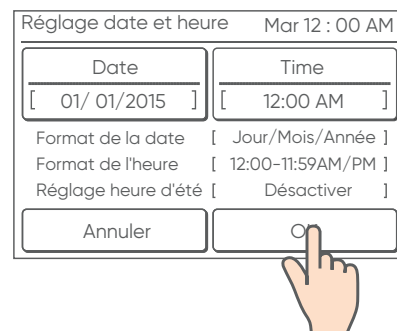 Réglage date et heure Mar 12 : 00 AM
Date Time
[ 01/ 01/2015 ] [ 12:00 AM ]
Format de la date [ Jour/Mois/Année ]
Format de l'heure [ 12:00-11:59AM/PM ]
Réglage heure d'été [ Désactiver ]
Annuler